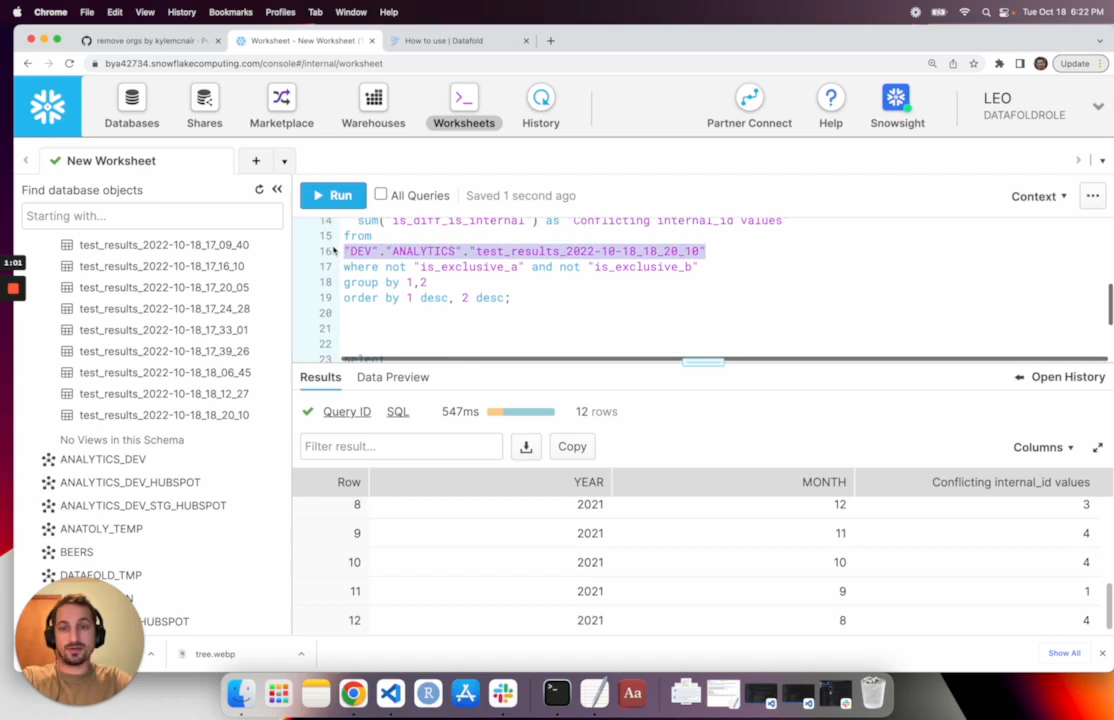 Chrome File Edit View History Bookmarks Profiles Tab Window Help Tue Oct 18 6:22 PM
remove orgs by kylemcnair · P
Worksheet - New Worksheet (
How to use | Datafold
bya42734.snowflakecomputing.com/console#/internal/worksheet
Update
Databases
Shares
Marketplace
Warehouses
Worksheets
History
Partner Connect
Help
Snowsight
LEO
DATAFOLDROLE
New Worksheet
Find database objects
Starting with...
test_results_2022-10-18_17_09_40
test_results_2022-10-18_17_16_10
test_results_2022-10-18_17_20_05
test_results_2022-10-18_17_24_28
test_results_2022-10-18_17_33_01
test_results_2022-10-18_17_39_26
test_results_2022-10-18_18_06_45
test_results_2022-10-18_18_12_27
test_results_2022-10-18_18_20_10
No Views in this Schema
ANALYTICS_DEV
ANALYTICS_DEV_HUBSPOT
ANALYTICS_DEV_STG_HUBSPOT
ANATOLY_TEMP
BEERS
DATAFOLD_TMP
N
HUBSPOT
1:01
Run
All Queries
Saved 1 second ago
Context
14 sum("is_diff_is_internal") as "Conflicting internal_id values"
15 from
16 "DEV"."ANALYTICS"."test_results_2022-10-18_18_20_10"
17 where not "is_exclusive_a" and not "is_exclusive_b"
18 group by 1,2
19 order by 1 desc, 2 desc;
20
21
22
23 select
Results
Data Preview
Open History
Query ID SQL 547ms 12 rows
Filter result...
Copy
Columns
Row YEAR MONTH Conflicting internal_id values
8 2021 12 3
9 2021 11 4
10 2021 10 4
11 2021 9 1
12 2021 8 4
tree.webp
Show All
Aa